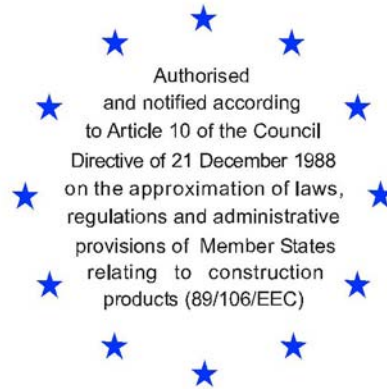 Authorised
and notified according
to Article 10 of the Council
Directive of 21 December 1988
on the approximation of laws,
regulations and administrative
provisions of Member States
relating to construction
products (89/106/EEC)